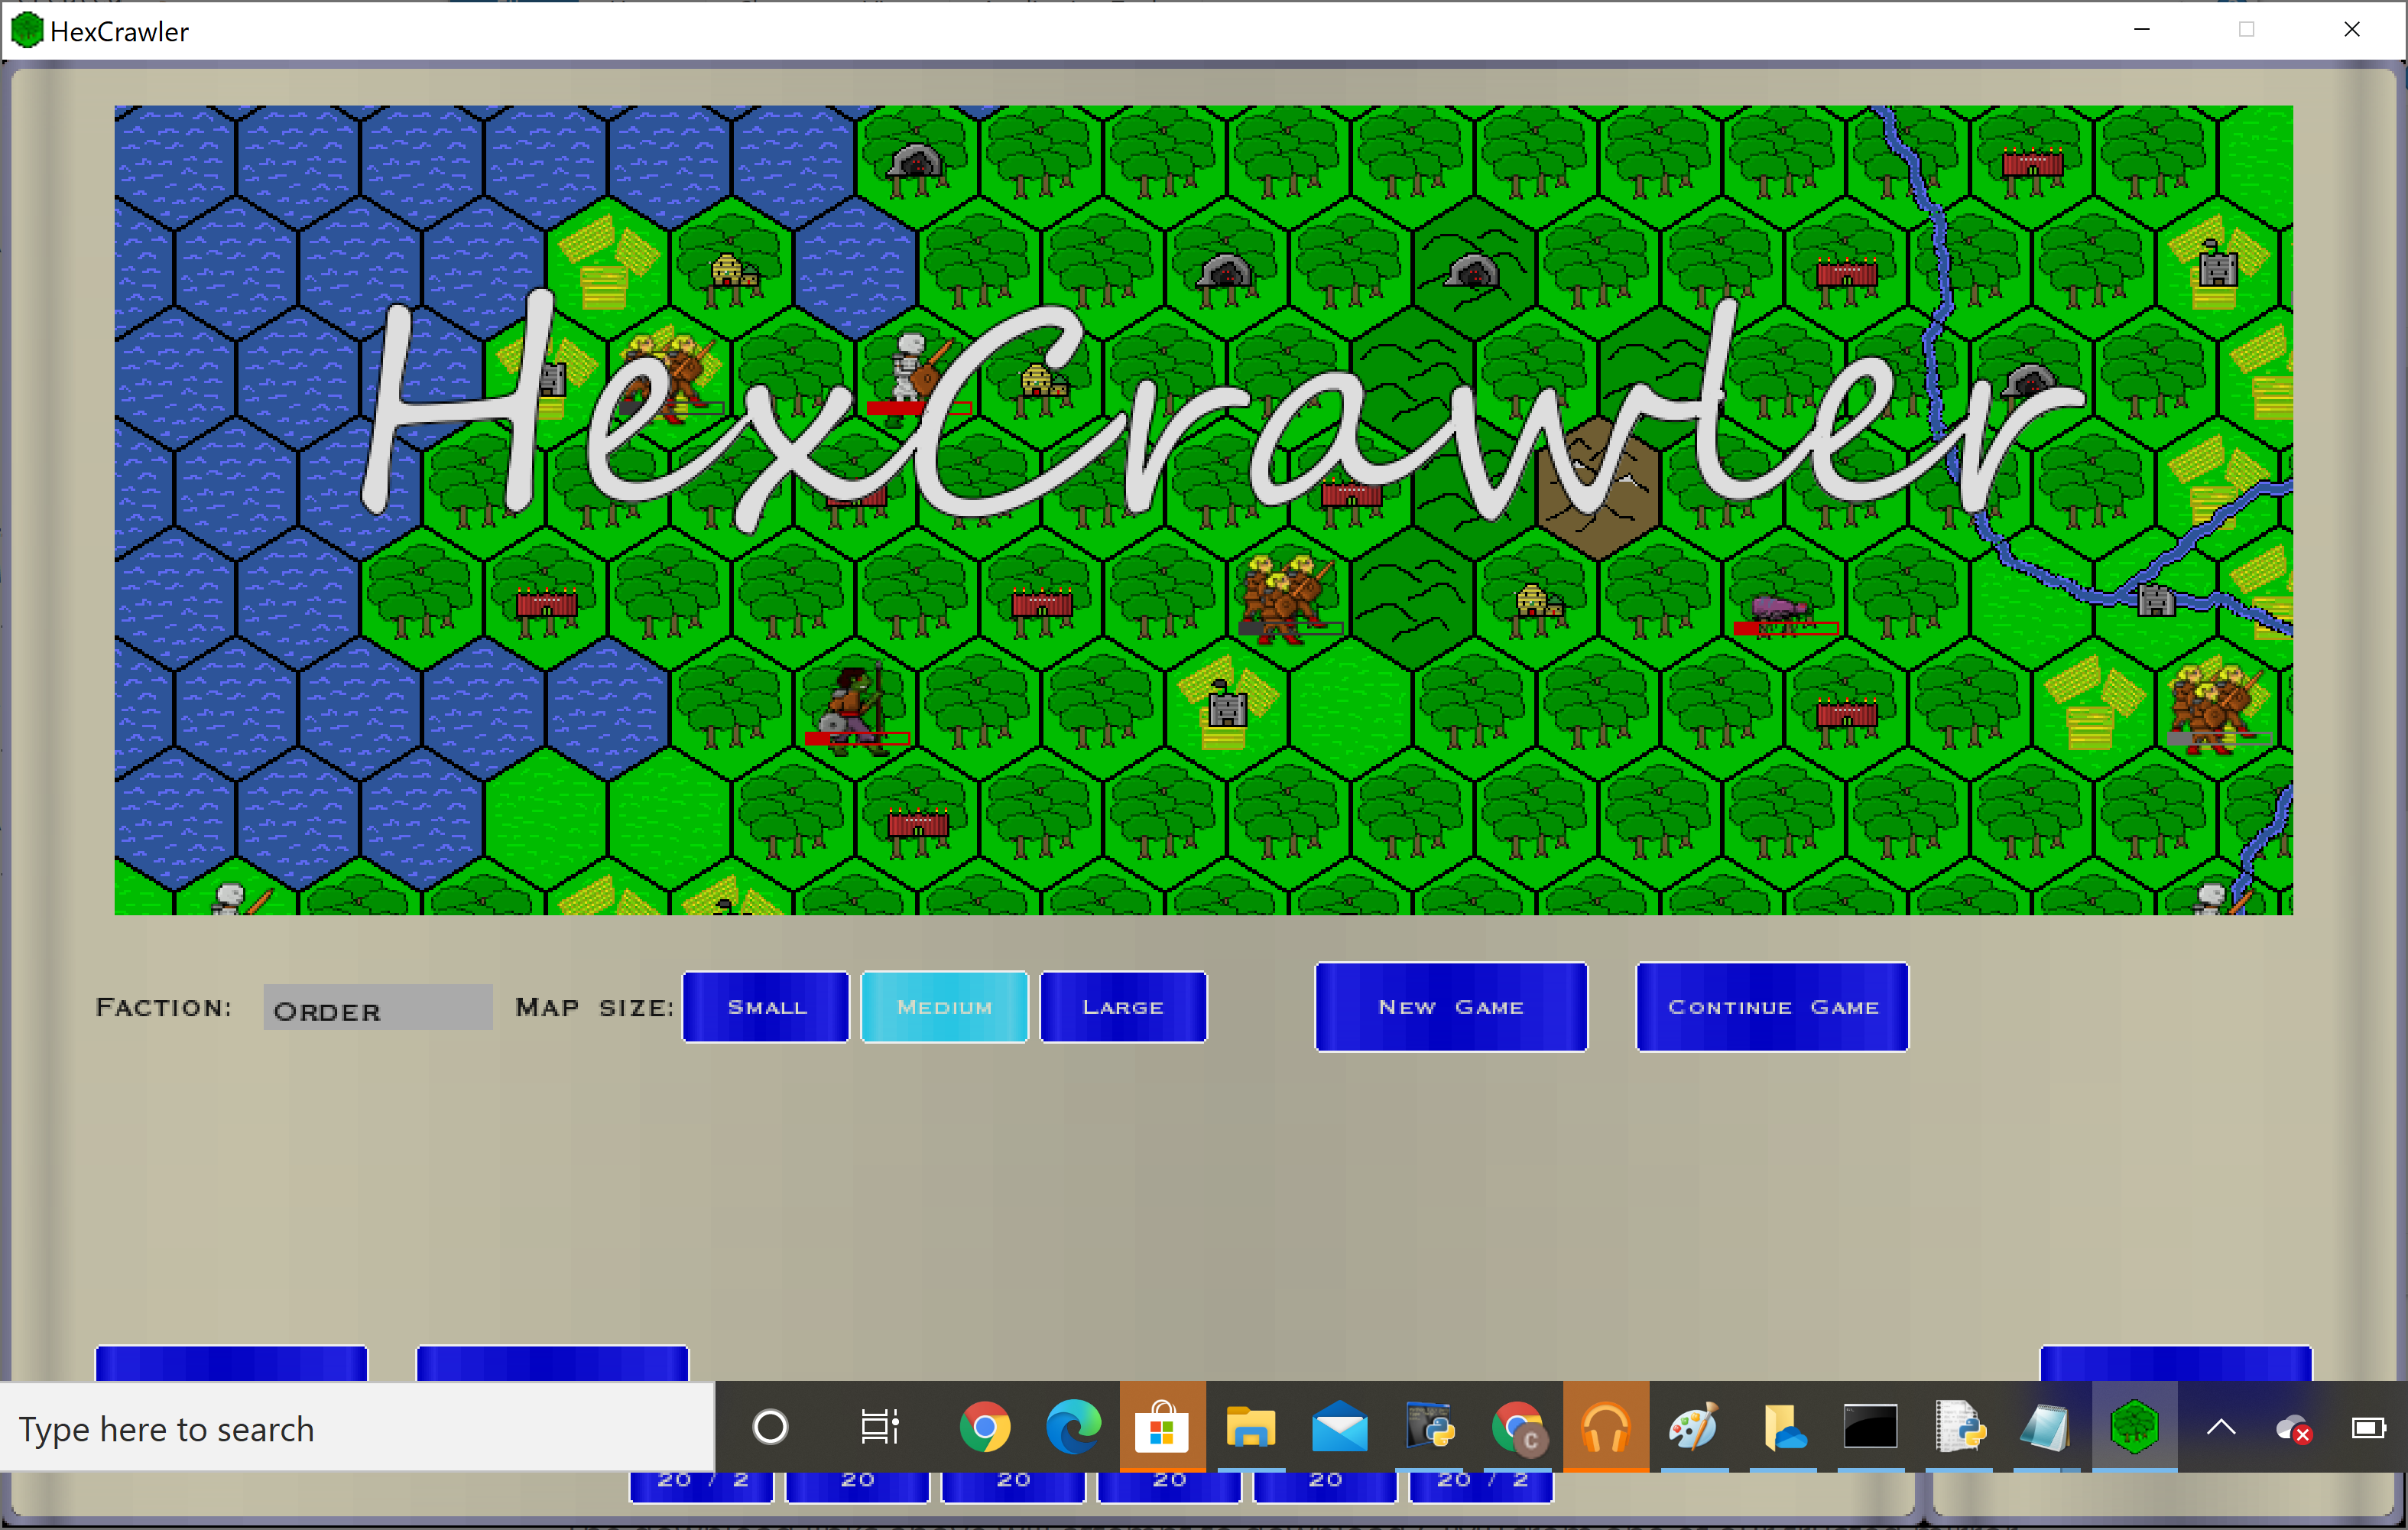 HexCrawler
HexCrawler
Faction: Order Map size: Small Medium Large New Game Continue Game
Type here to search
C
20 / 2 20 20 20 20 20 / 2